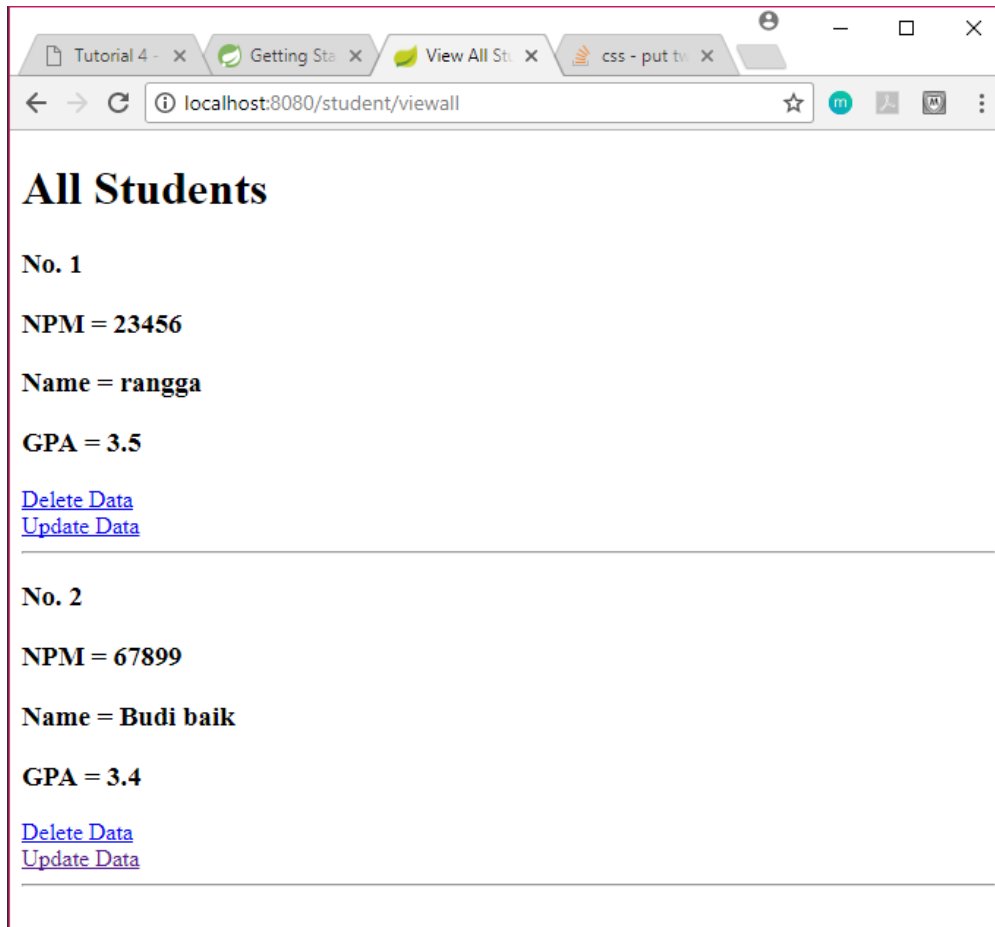 Tutorial 4 -
Getting Sta
View All Stu
css - put tw
localhost:8080/student/viewall
All Students
No. 1
NPM = 23456
Name = rangga
GPA = 3.5
Delete Data
Update Data
No. 2
NPM = 67899
Name = Budi baik
GPA = 3.4
Delete Data
Update Data